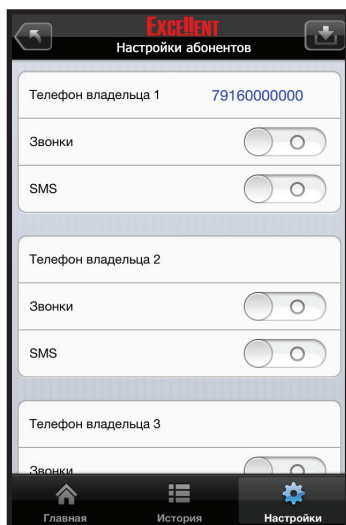 EXCELLENT
Настройки абонентов
Телефон владельца 1 79160000000
Звонки
SMS
Телефон владельца 2
Звонки
SMS
Телефон владельца 3
Звонки
Главная История Настройки